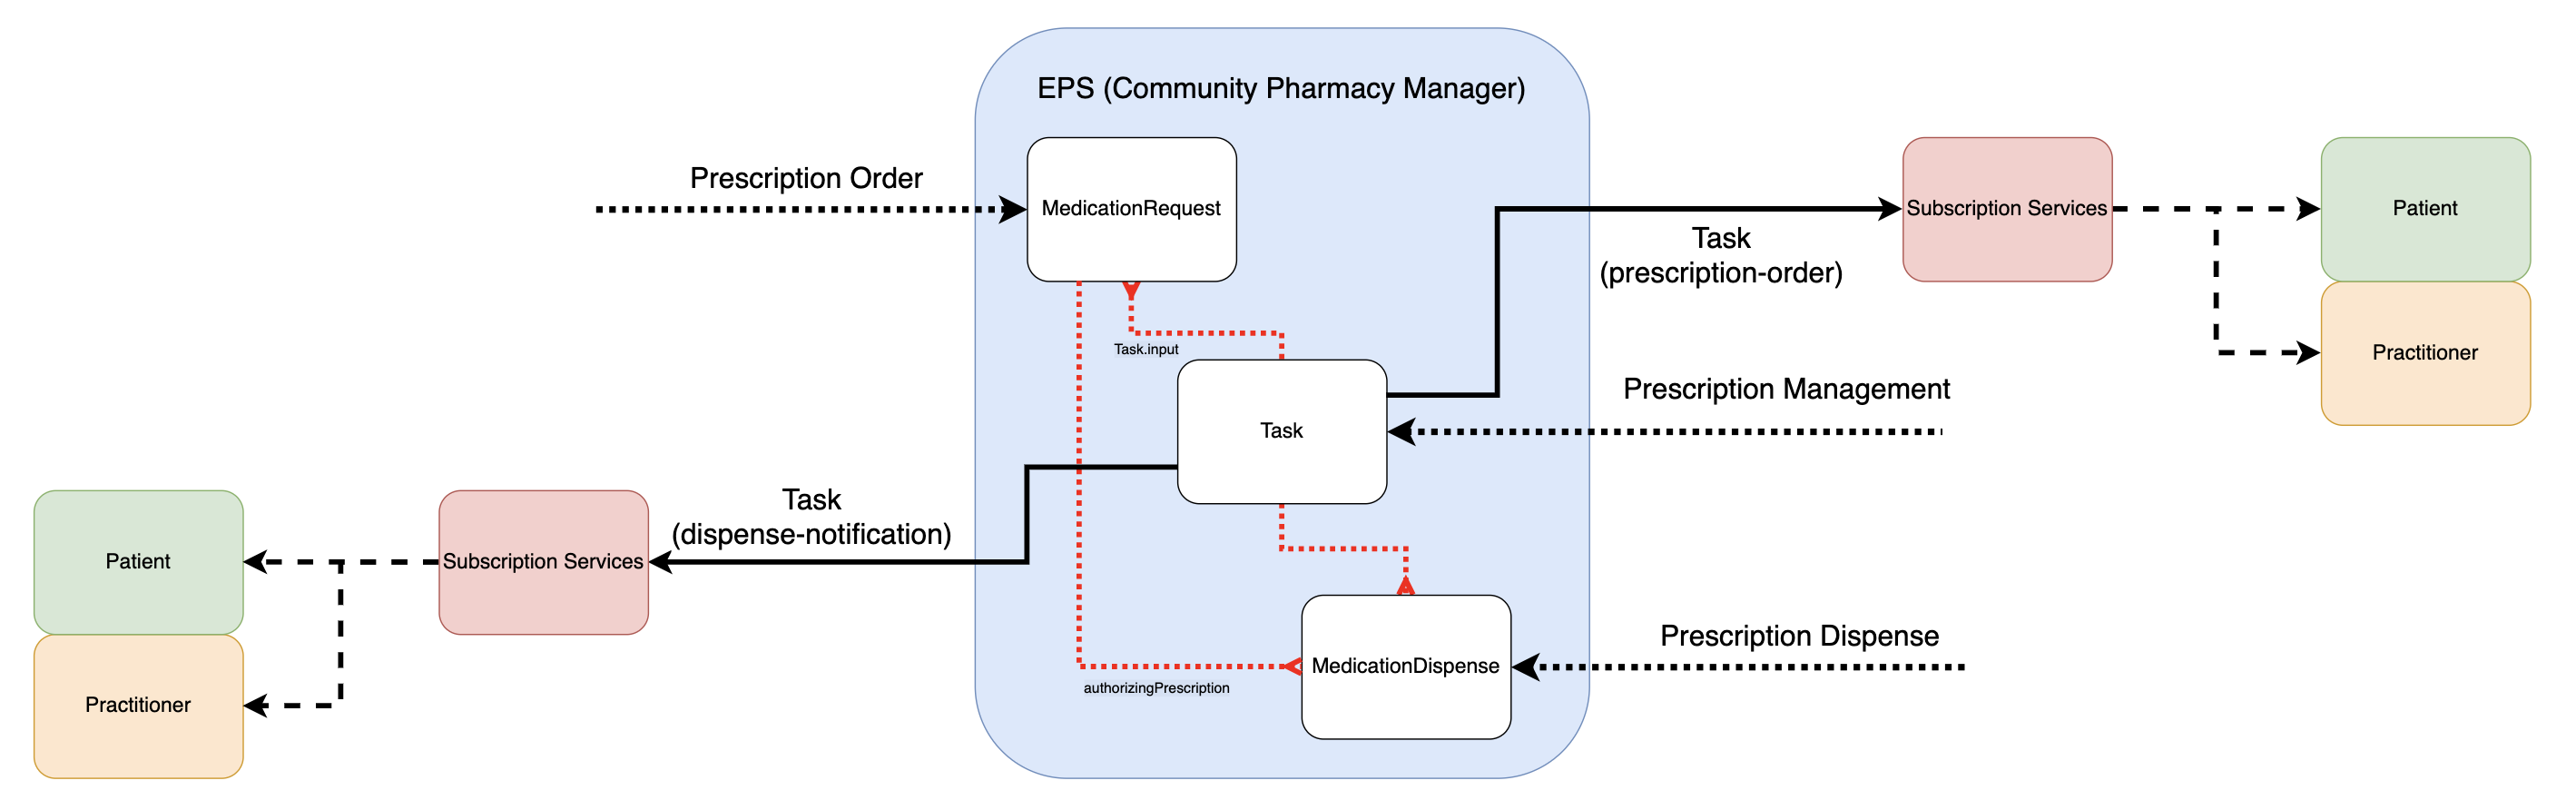 EPS (Community Pharmacy Manager)
Prescription Order
MedicationRequest
Subscription Services
Patient
Task
(prescription-order)
Task.input
Practitioner
Prescription Management
Task
Task
(dispense-notification)
Patient
Subscription Services
Prescription Dispense
MedicationDispense
authorizingPrescription
Practitioner